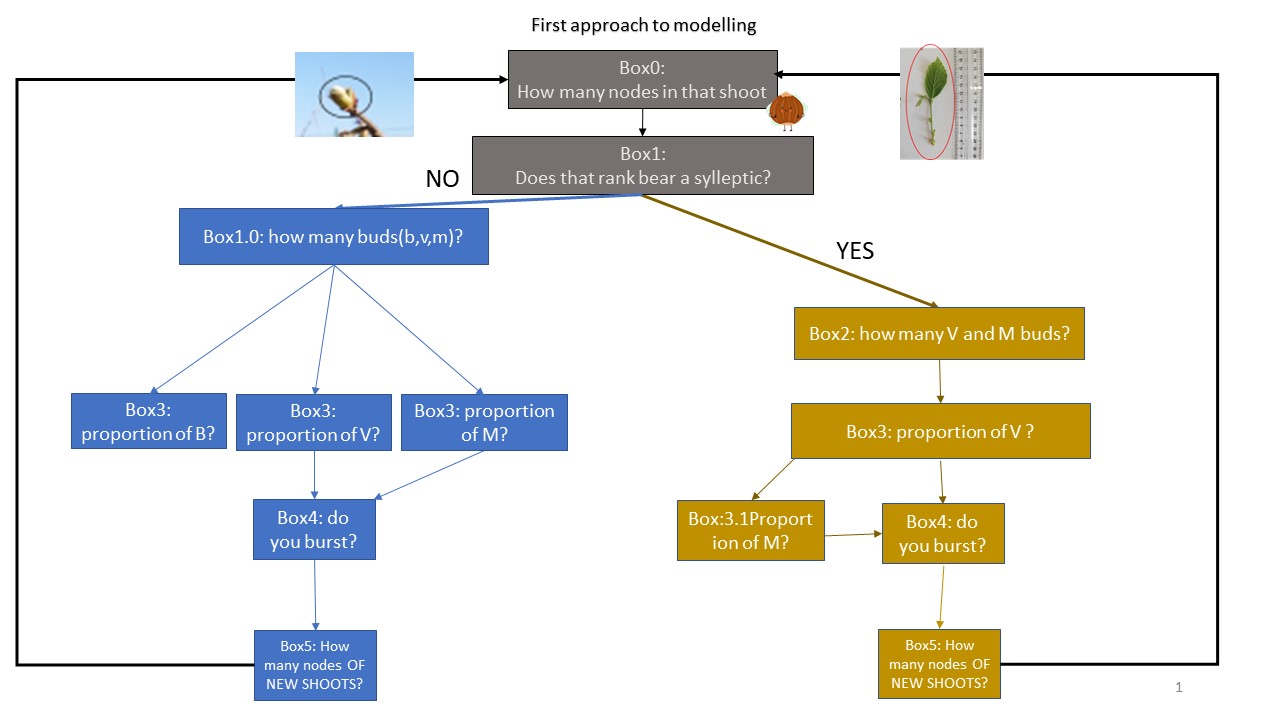 First approach to modelling
Box0:
How many nodes in that shoot
Box1:
Does that rank bear a sylleptic?
NO
YES
Box1.0: how many buds(b,v,m)?
Box2: how many V and M buds?
Box3:
proportion of B?
Box3:
proportion of V?
Box3: proportion
of M?
Box3: proportion of V ?
Box4: do
you burst?
Box:3.1Proport
ion of M?
Box4: do
you burst?
Box5: How
many nodes OF
NEW SHOOTS?
Box5: How
many nodes OF
NEW SHOOTS?
1